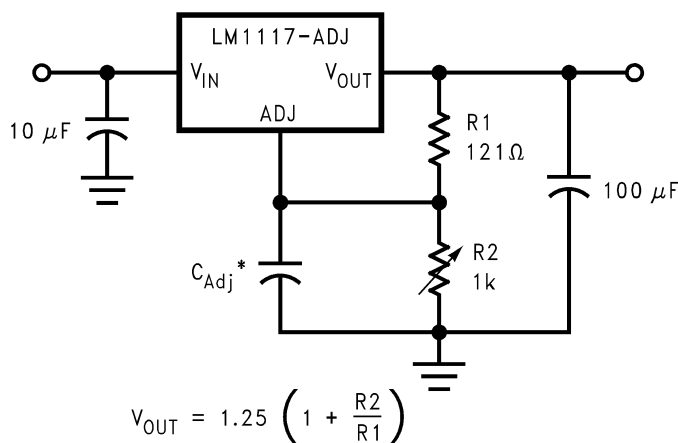 LM1117-ADJ
V_IN
V_OUT
ADJ
10 µF
R1
121Ω
100 µF
C_Adj*
R2
1k
V_OUT = 1.25 (1 + R2/R1)